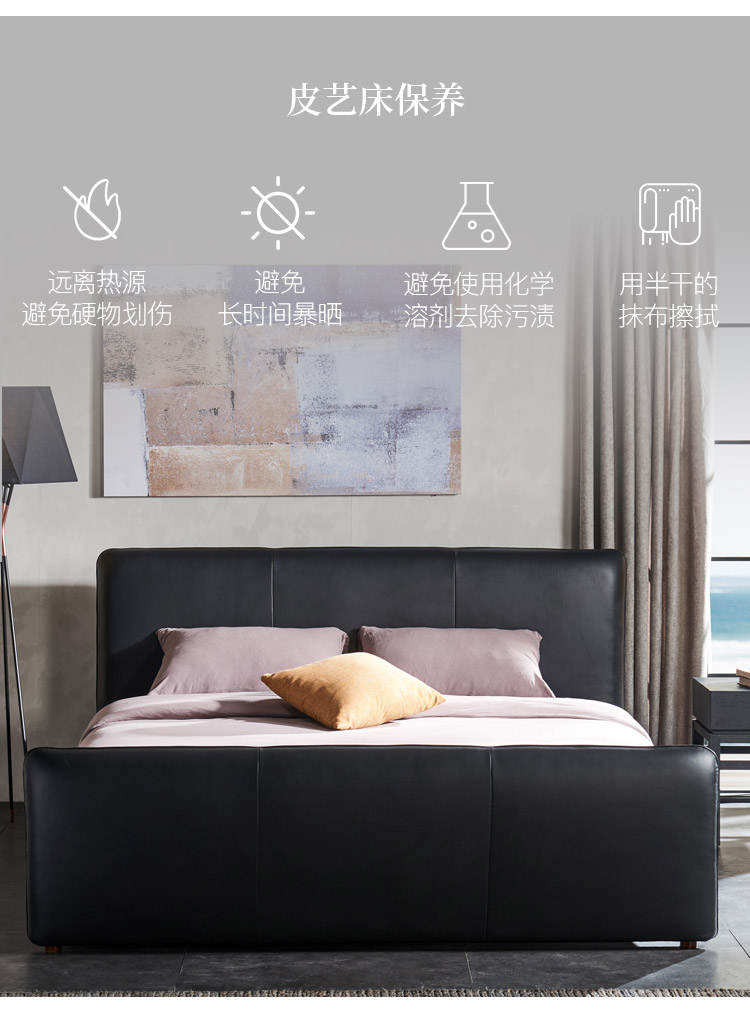 皮艺床保养
远离热源
避免硬物划伤
避免
长时间暴晒
避免使用化学
溶剂去除污渍
用半干的
抹布擦拭